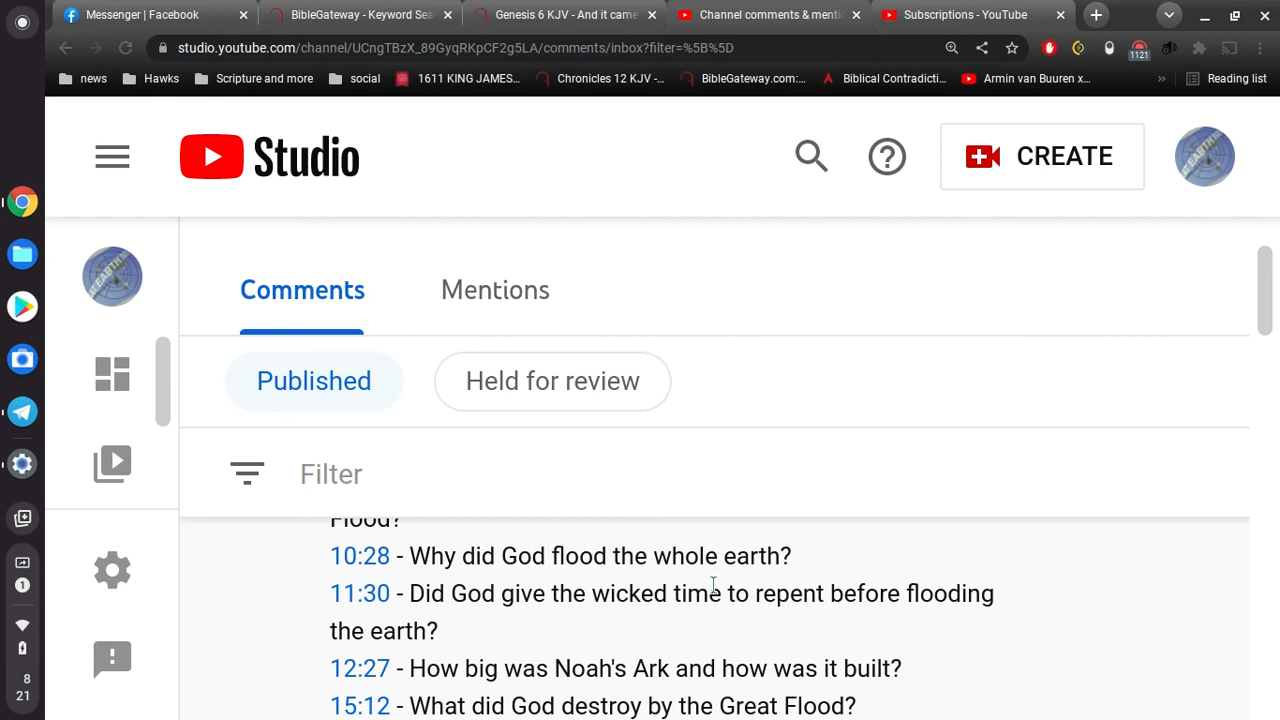 Messenger | Facebook
BibleGateway - Keyword Sea
Genesis 6 KJV - And it came
Channel comments & menti
Subscriptions - YouTube
studio.youtube.com/channel/UCngTBzX_89GyqRKpCF2g5LA/comments/inbox?filter=%5B%5D
1121
news
Hawks
Scripture and more
social
1611 KING JAMES...
Chronicles 12 KJV -...
BibleGateway.com:...
Biblical Contradicti...
Armin van Buuren x...
»
Reading list
Studio
CREATE
Comments
Mentions
Published
Held for review
Filter
Flood?
10:28 - Why did God flood the whole earth?
11:30 - Did God give the wicked time to repent before flooding
the earth?
12:27 - How big was Noah's Ark and how was it built?
15:12 - What did God destroy by the Great Flood?
1
8
21